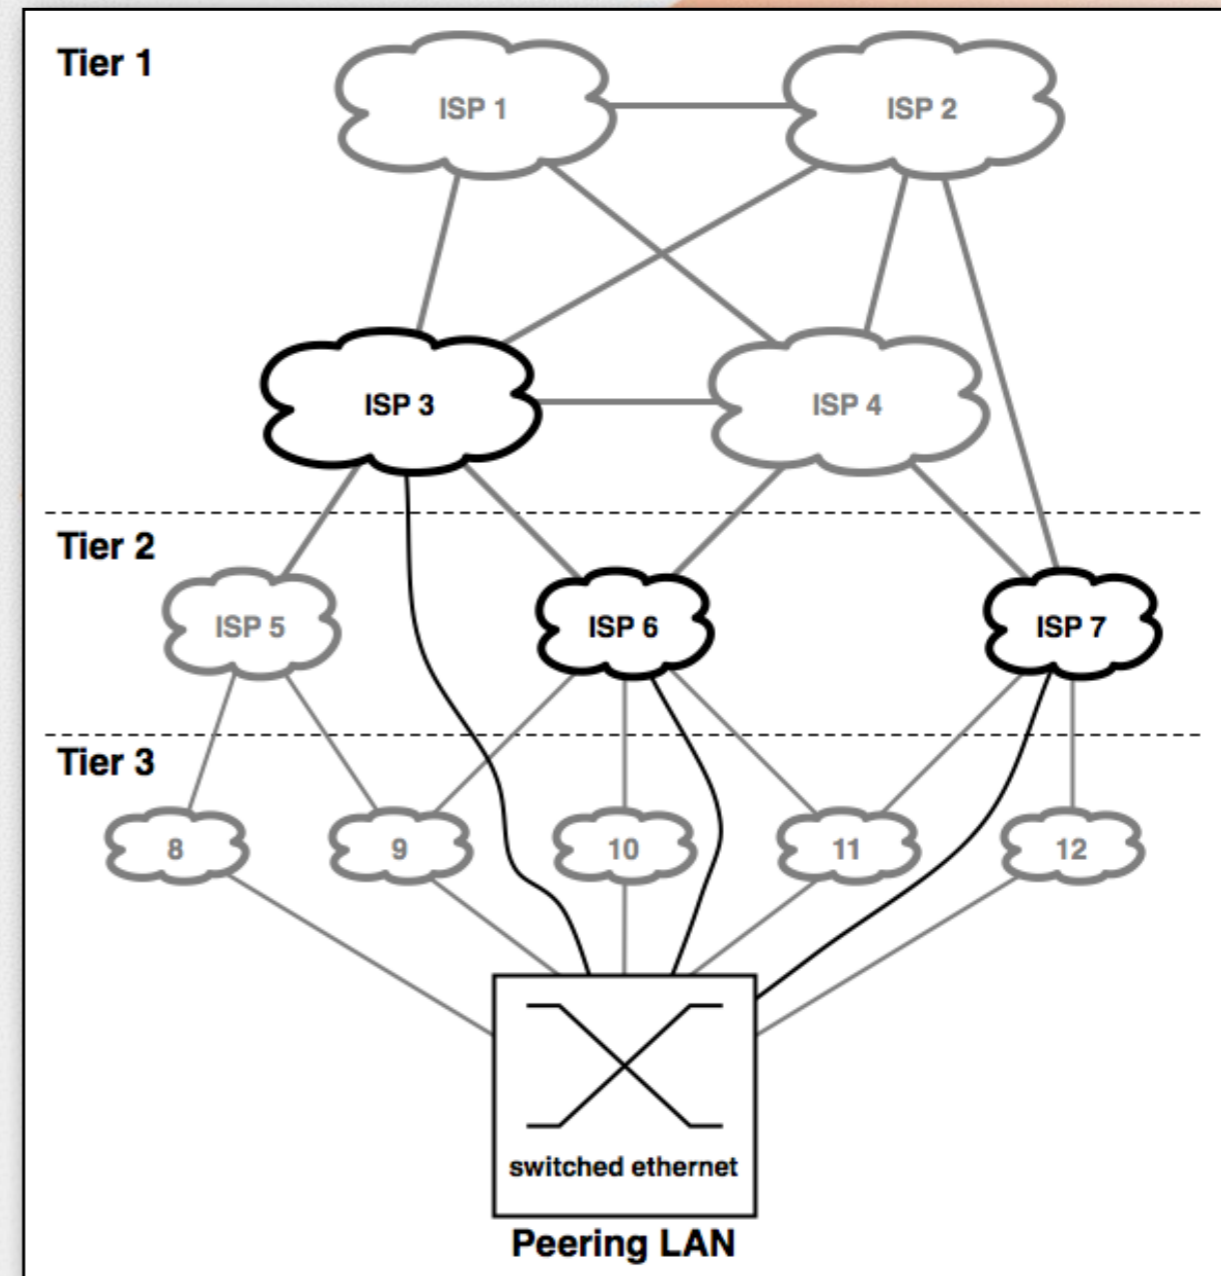 Tier 1
ISP 1
ISP 2
ISP 3
ISP 4
Tier 2
ISP 5
ISP 6
ISP 7
Tier 3
8
9
10
11
12
switched ethernet
Peering LAN